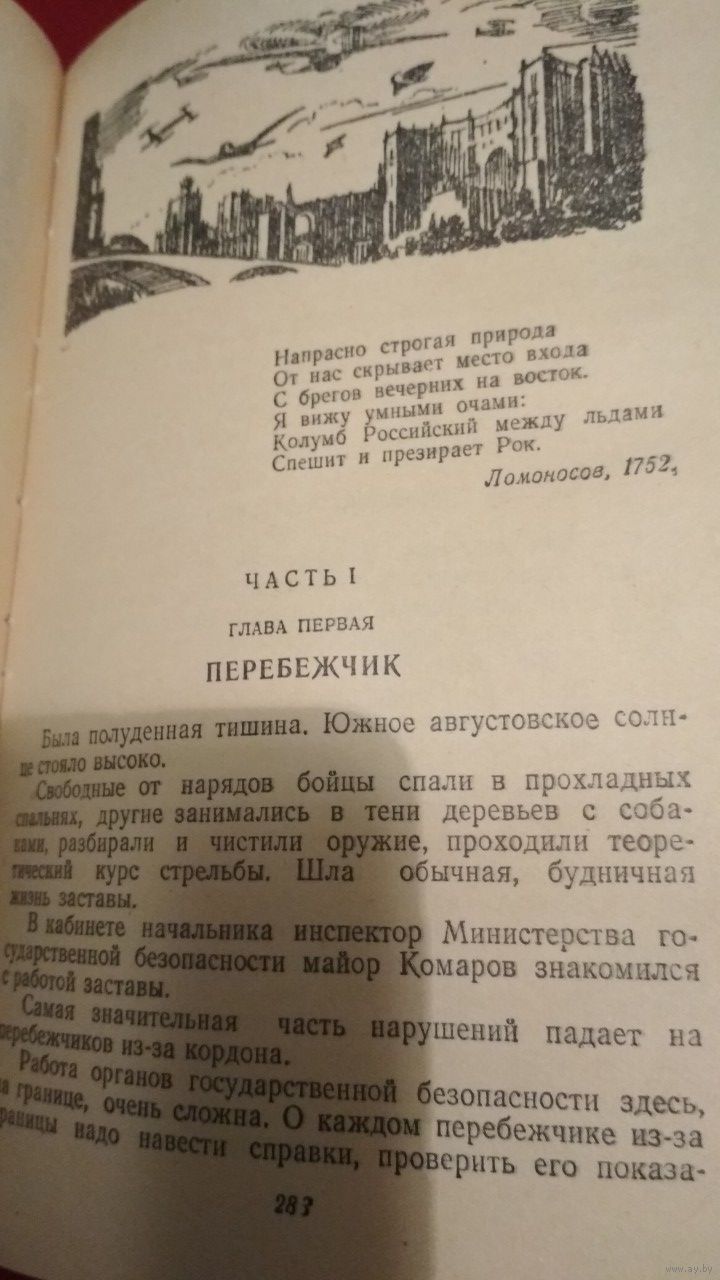 Напрасно строгая природа
От нас скрывает место входа
С брегов вечерних на восток.
Я вижу умными очами:
Колумб Российский между льдами
Спешит и презирает Рок.
Ломоносов, 1752.
ЧАСТЬ I
ГЛАВА ПЕРВАЯ
ПЕРЕБЕЖЧИК
Была полуденная тишина. Южное августовское солн-
це стояло высоко.
Свободные от нарядов бойцы спали в прохладных
спальнях, другие занимались в тени деревьев с соба-
ками, разбирали и чистили оружие, проходили теоре-
тический курс стрельбы. Шла обычная, будничная
жизнь заставы.
В кабинете начальника инспектор Министерства го-
сударственной безопасности майор Комаров знакомился
с работой заставы.
Самая значительная часть нарушений падает на
перебежчиков из-за кордона.
Работа органов государственной безопасности здесь,
на границе, очень сложна. О каждом перебежчике из-за
границы надо навести справки, проверить его показа-
www.ay.by